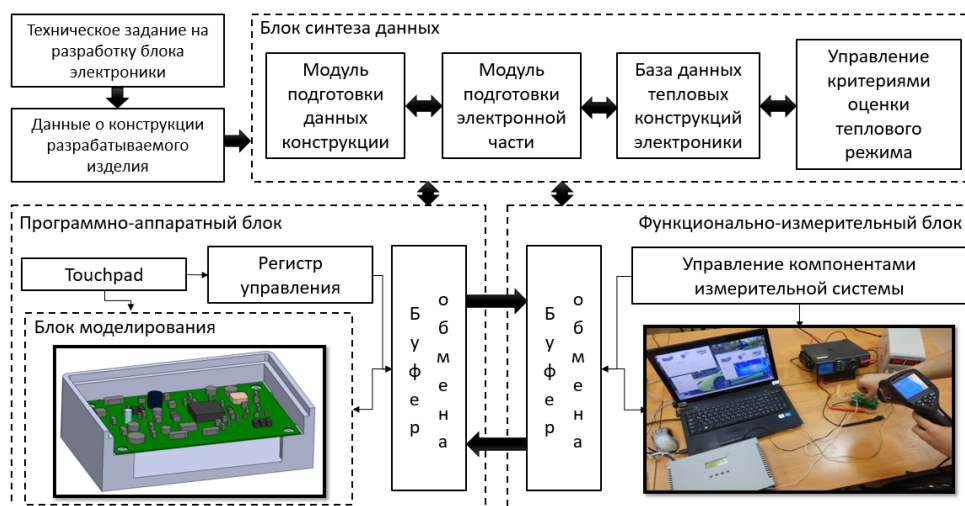 Техническое задание на
разработку блока
электроники
Данные о конструкции
разрабатываемого
изделия
Блок синтеза данных
Модуль
подготовки
данных
конструкции
Модуль
подготовки
электронной
части
База данных
тепловых
конструкций
электроники
Управление
критериями
оценки
теплового
режима
Программно-аппаратный блок
Touchpad
Регистр
управления
Блок моделирования
Буфер
обмена
Функционально-измерительный блок
Буфер
обмена
Управление компонентами
измерительной системы